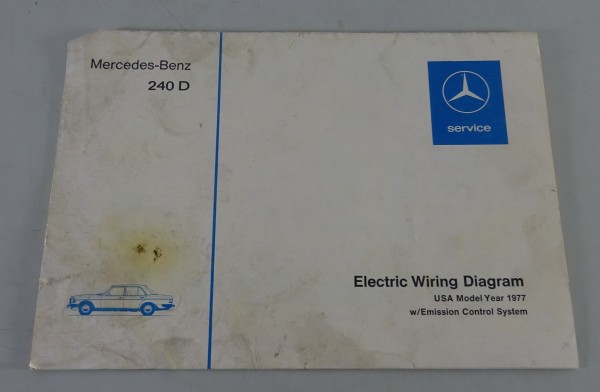 Mercedes-Benz
240 D
service
Electric Wiring Diagram
USA Model Year 1977
w/Emission Control System